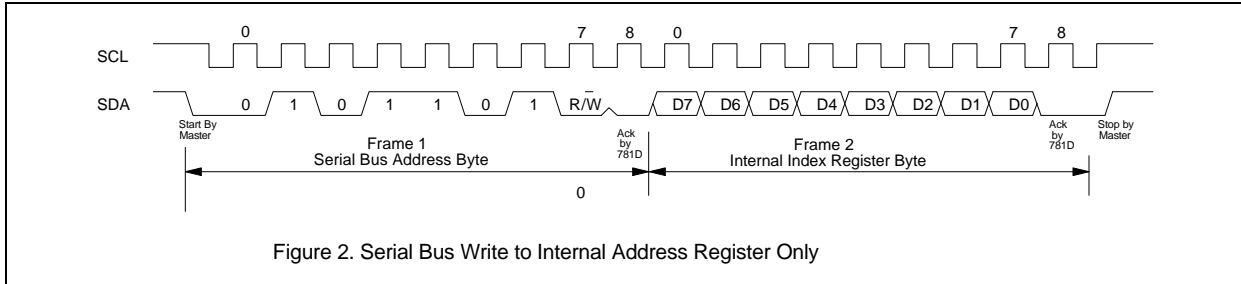 0 7 8 0 7 8
SCL
SDA 0 1 0 1 1 0 1 R/W D7 D6 D5 D4 D3 D2 D1 D0
Start By
Master
Frame 1
Serial Bus Address Byte
Ack
by
781D
Frame 2
Internal Index Register Byte
Ack
by
781D
Stop by
Master
0
Figure 2. Serial Bus Write to Internal Address Register Only